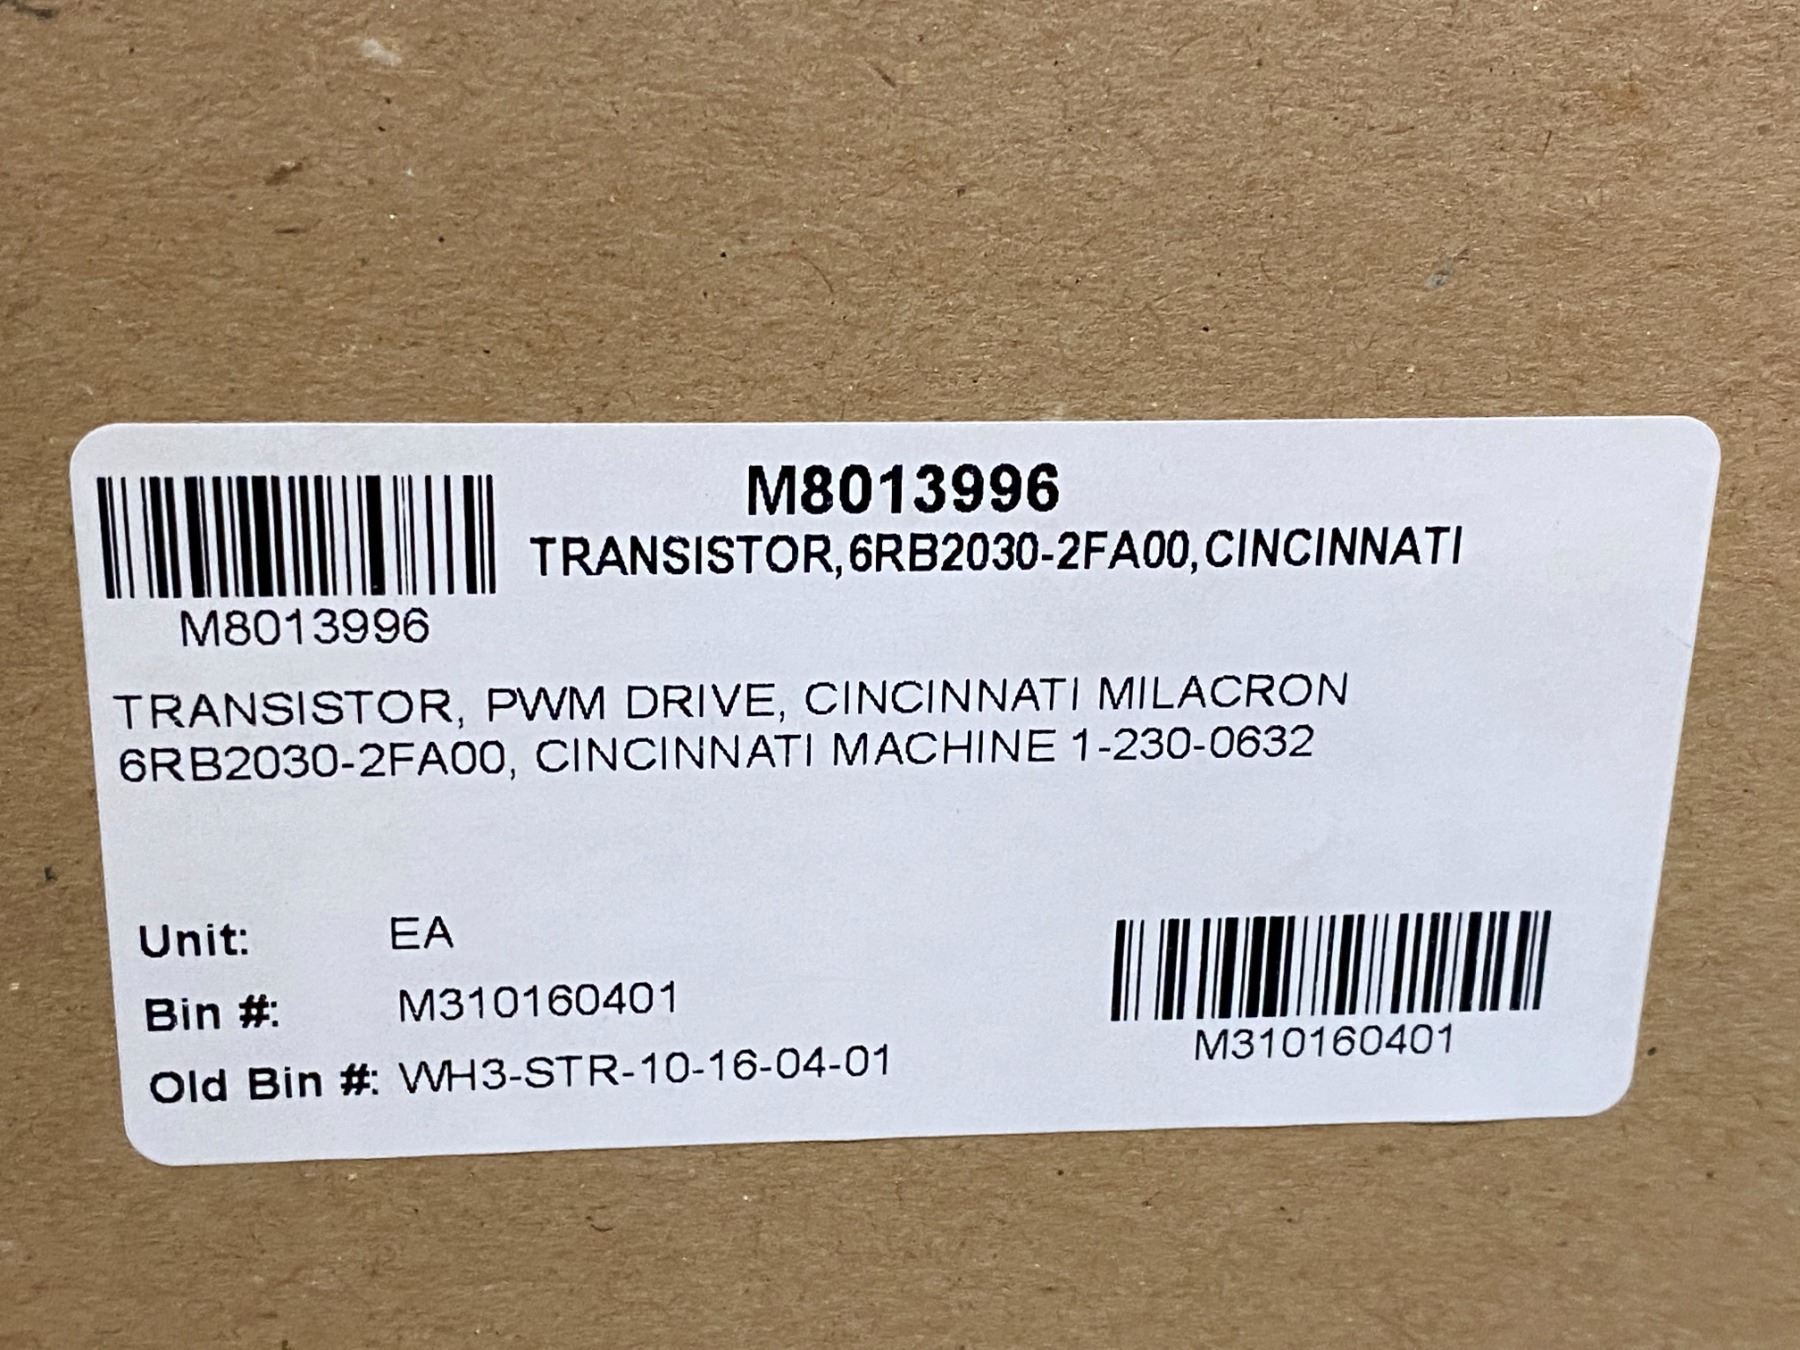 M8013996
TRANSISTOR,6RB2030-2FA00,CINCINNATI
M8013996
TRANSISTOR, PWM DRIVE, CINCINNATI MILACRON
6RB2030-2FA00, CINCINNATI MACHINE 1-230-0632
Unit: EA
Bin #: M310160401
M310160401
Old Bin #: WH3-STR-10-16-04-01